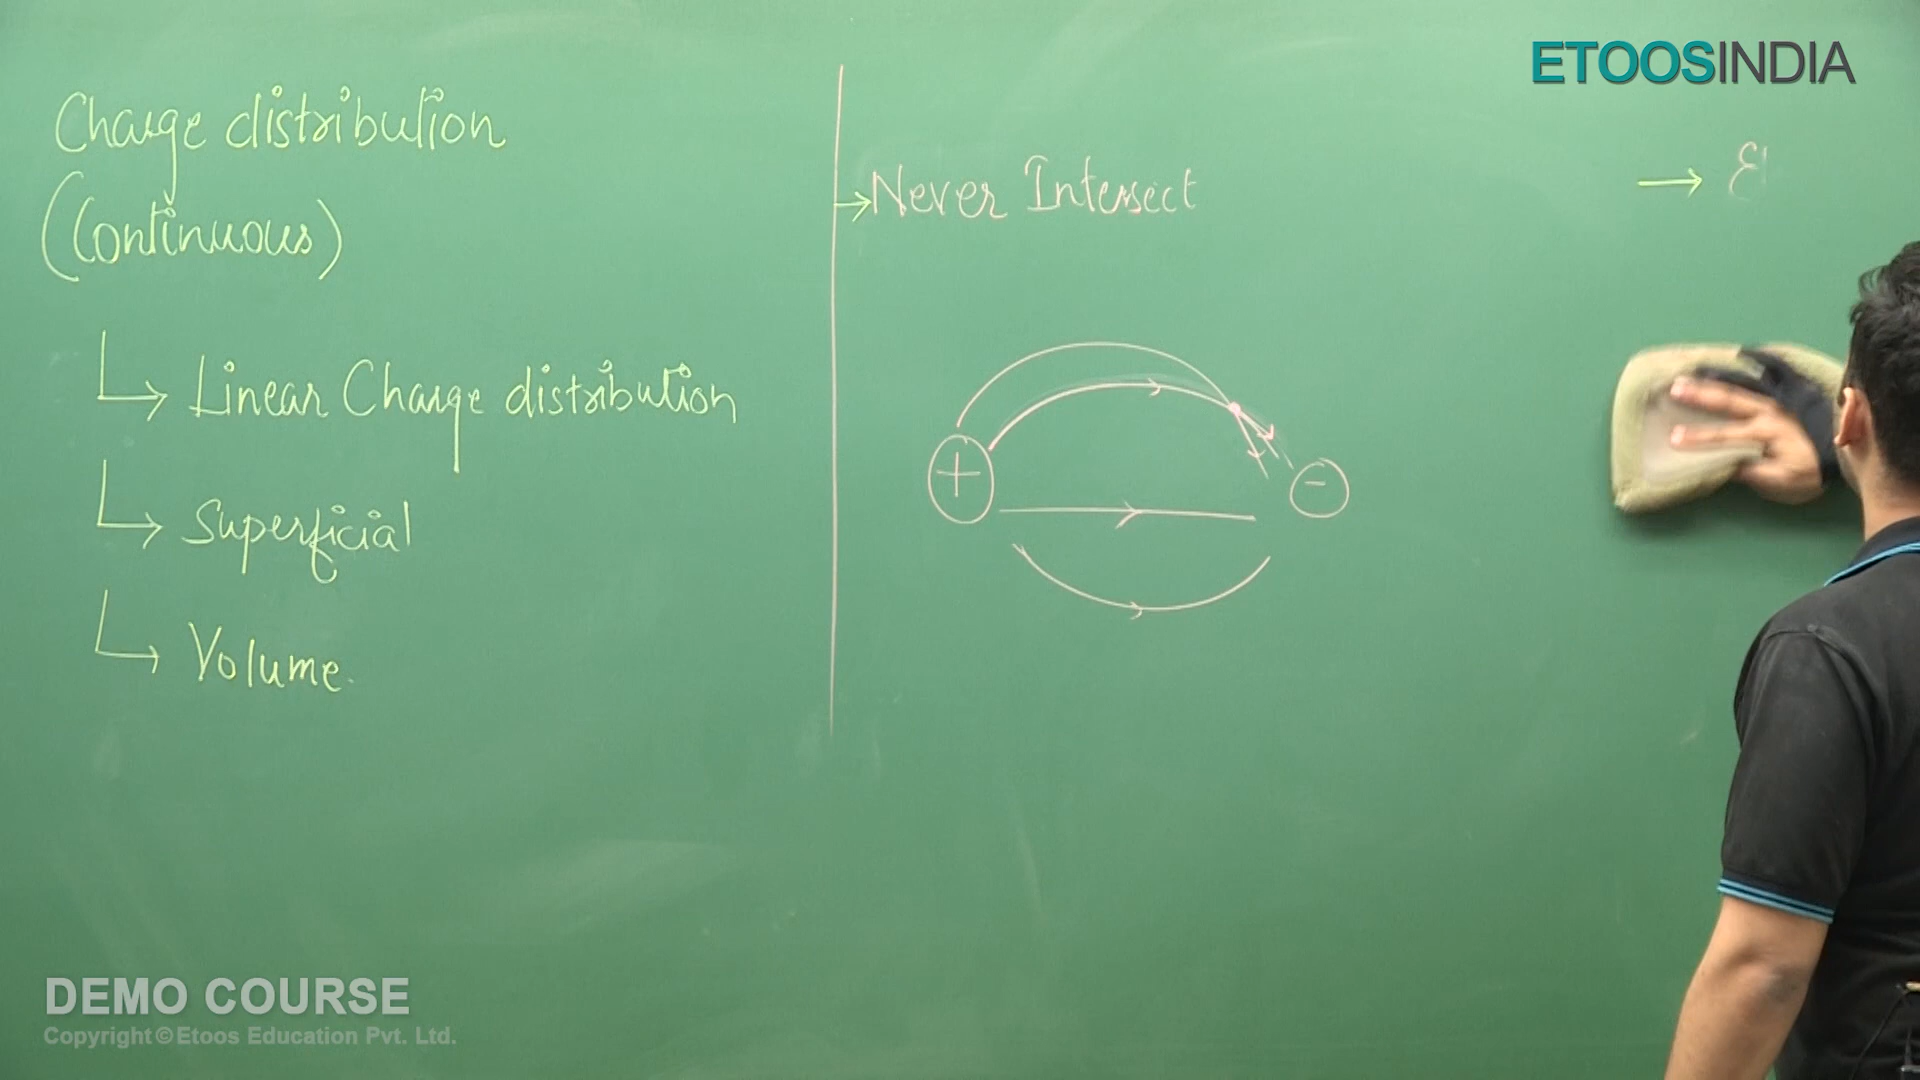 ETOOSINDIA
Charge distribution
(Continuous)
Linear Charge distribution
Superficial
Volume.
→ Never Intersect
+
-
→ E
DEMO COURSE
Copyright © Etoos Education Pvt. Ltd.